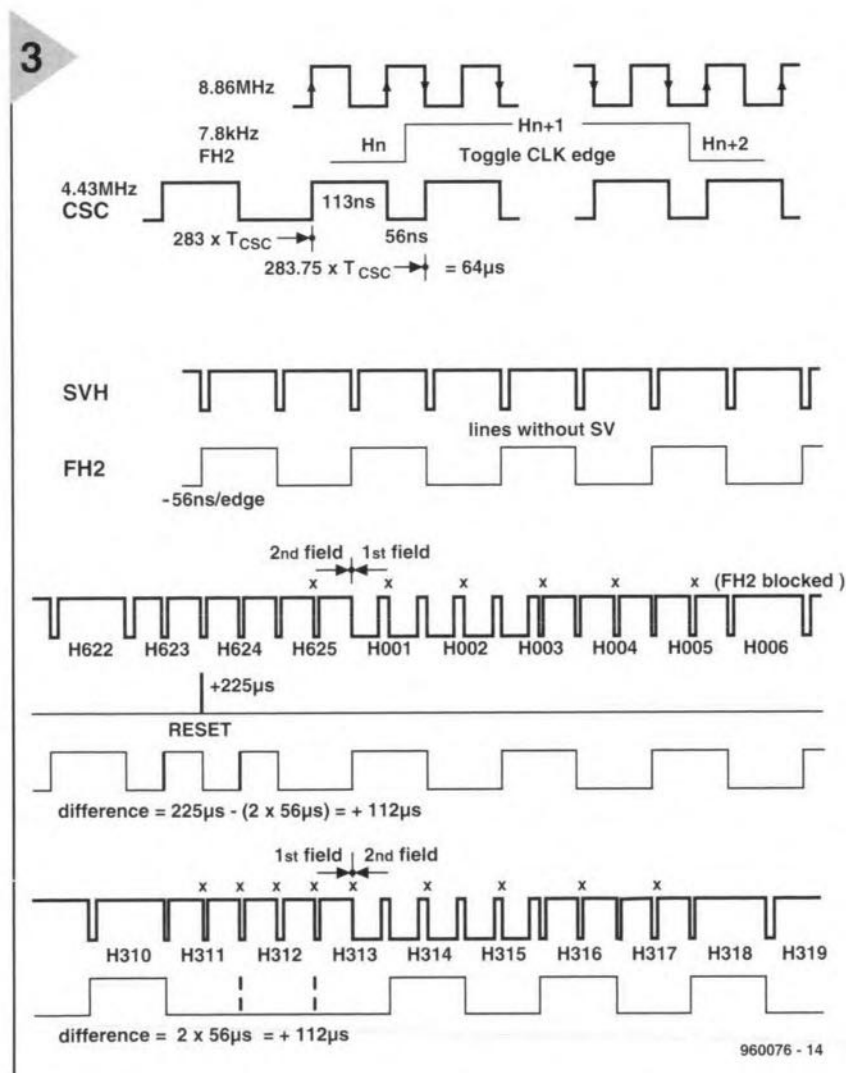 3
8.86MHz
7.8kHz
FH2
Hn
Hn+1
Hn+2
Toggle CLK edge
4.43MHz
CSC
113ns
56ns
283 x TCSC
283.75 x TCSC = 64µs
SVH
lines without SV
FH2
-56ns/edge
2nd field 1st field
x x x x x x (FH2 blocked )
H622 H623 H624 H625 H001 H002 H003 H004 H005 H006
+225µs
RESET
difference = 225µs - (2 x 56µs) = + 112µs
1st field 2nd field
x x x x x x x x x
H310 H311 H312 H313 H314 H315 H316 H317 H318 H319
difference = 2 x 56µs = + 112µs
960076 - 14